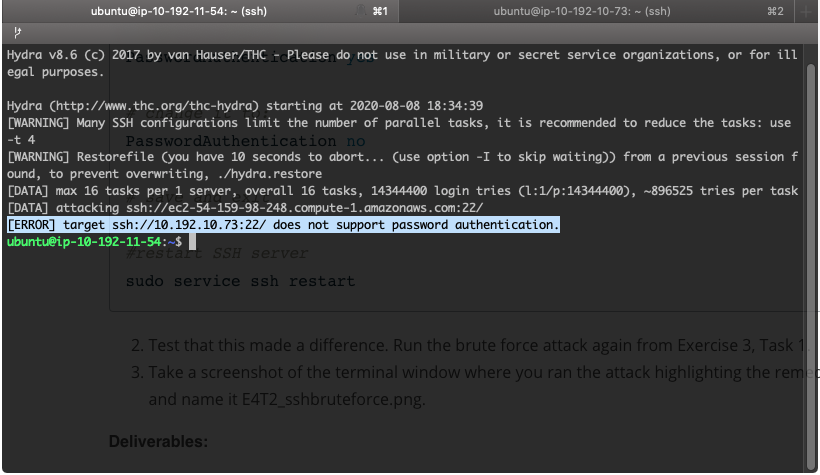 ubuntu@ip-10-192-11-54: ~ (ssh) ⌘1 ubuntu@ip-10-192-10-73: ~ (ssh) ⌘2
Hydra v8.6 (c) 2017 by van Hauser/THC - Please do not use in military or secret service organizations, or for ill
egal purposes.
PasswordAuthentication yes
Hydra (http://www.thc.org/thc-hydra) starting at 2020-08-08 18:34:39
[WARNING] Many SSH configurations limit the number of parallel tasks, it is recommended to reduce the tasks: use
-t 4
PasswordAuthentication no
[WARNING] Restorefile (you have 10 seconds to abort... (use option -I to skip waiting)) from a previous session f
ound, to prevent overwriting, ./hydra.restore
[DATA] max 16 tasks per 1 server, overall 16 tasks, 14344400 login tries (l:1/p:14344400), ~896525 tries per task
[DATA] attacking ssh://ec2-54-159-98-248.compute-1.amazonaws.com:22/
[ERROR] target ssh://10.192.10.73:22/ does not support password authentication.
ubuntu@ip-10-192-11-54:~$
#restart SSH server
sudo service ssh restart
2. Test that this made a difference. Run the brute force attack again from Exercise 3, Task 1.
3. Take a screenshot of the terminal window where you ran the attack highlighting the
and name it E4T2_sshbruteforce.png.
Deliverables: